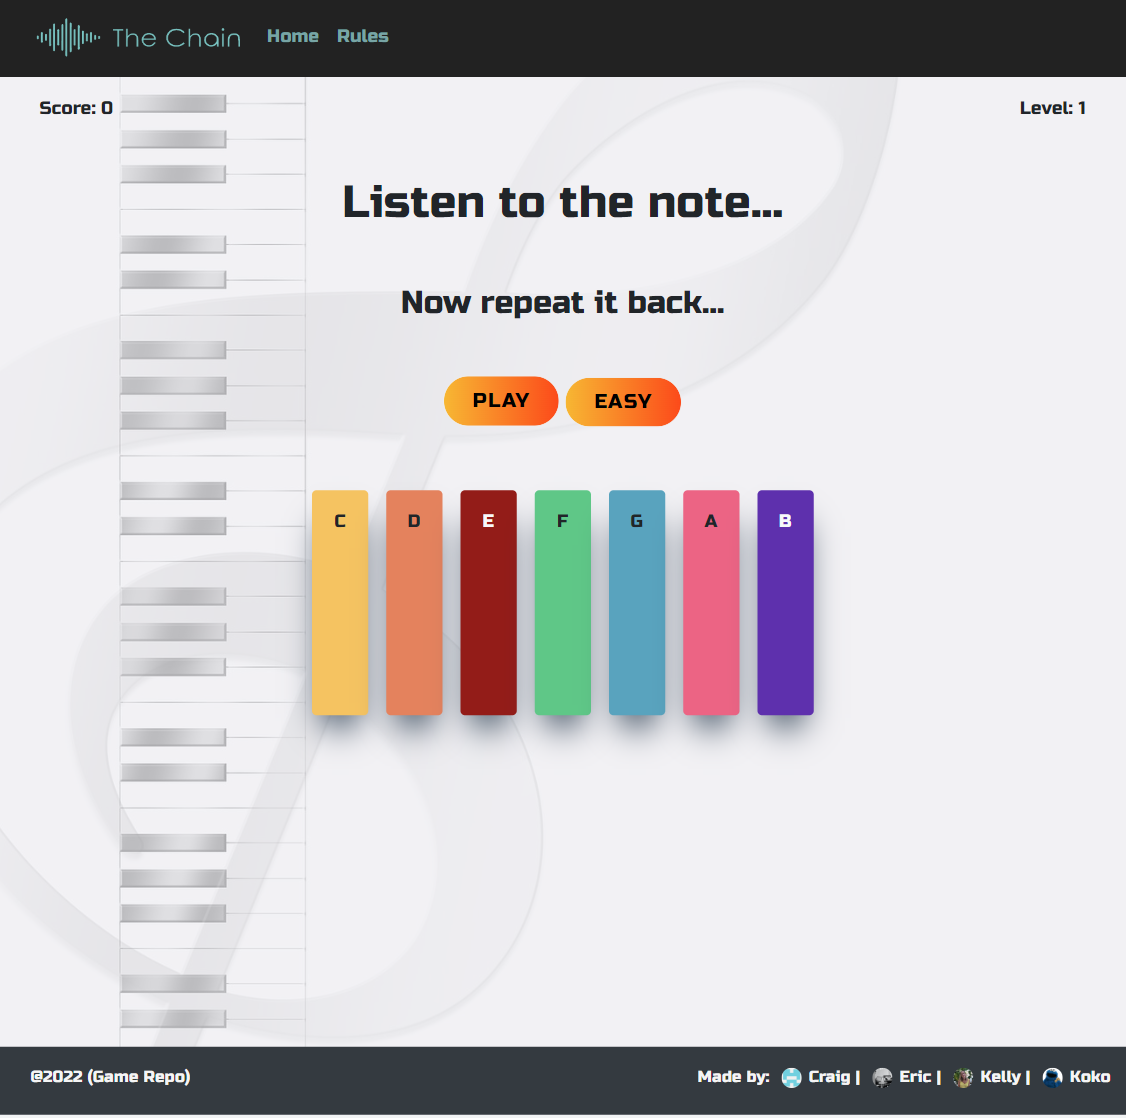 The Chain Home Rules
Score: 0 Level: 1
Listen to the note...
Now repeat it back...
PLAY EASY
C D E F G A B
©2022 (Game Repo) Made by: Craig | Eric | Kelly | Koko